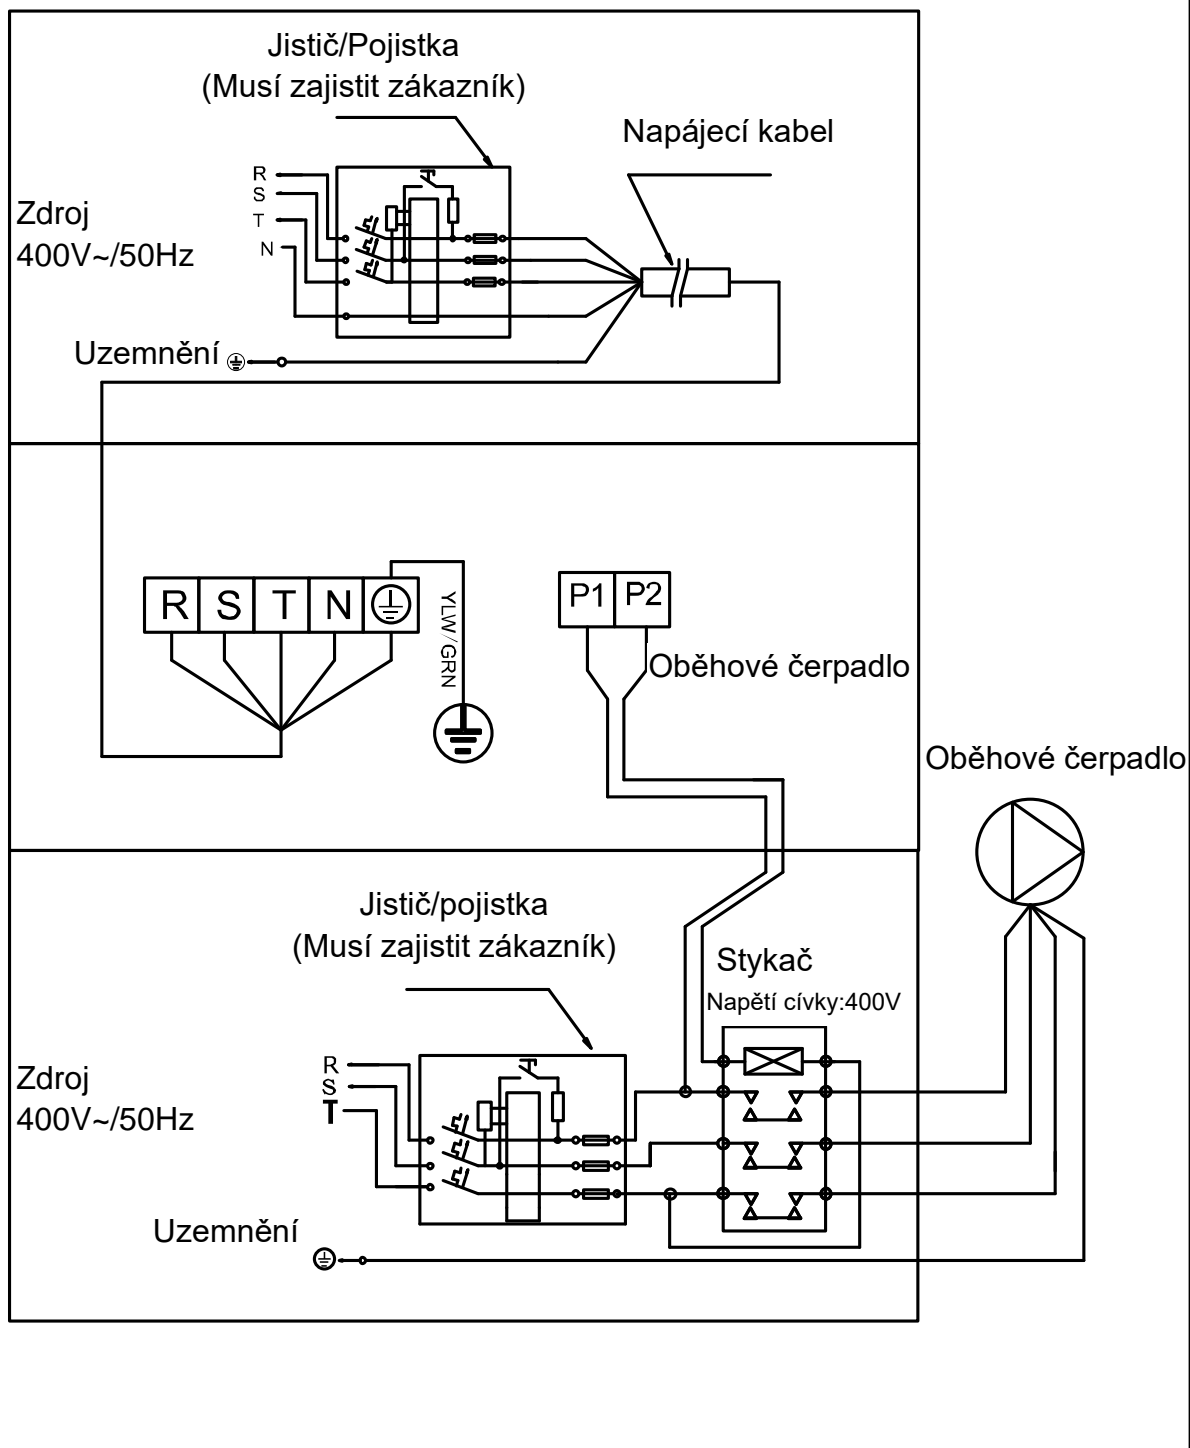 Jistič/Pojistka
(Musí zajistit zákazník)
Napájecí kabel
R
S
T
N
Zdroj
400V~/50Hz
Uzemnění
R S T N
YLW/GRN
P1 P2
Oběhové čerpadlo
Oběhové čerpadlo
Jistič/pojistka
(Musí zajistit zákazník)
Stykač
Napětí cívky:400V
R
S
T
Zdroj
400V~/50Hz
Uzemnění